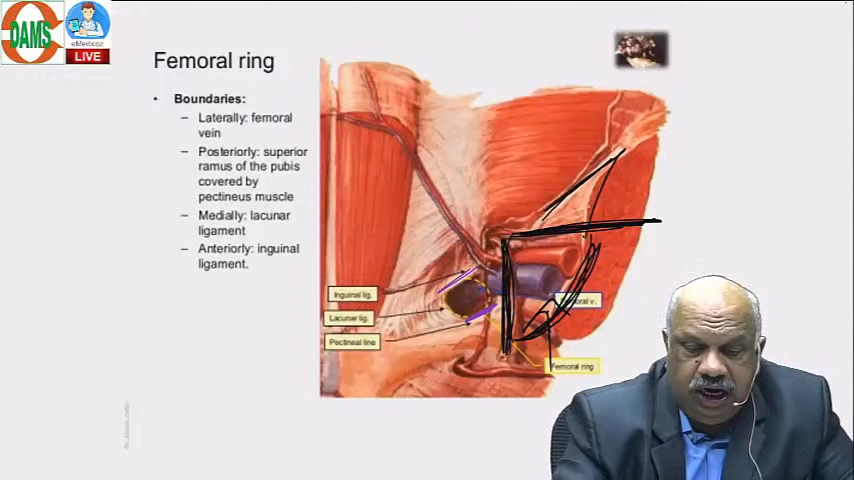 DAMS
eMedicoz
LIVE
Femoral ring
• Boundaries:
– Laterally: femoral
vein
– Posteriorly: superior
ramus of the pubis
covered by
pectineus muscle
– Medially: lacunar
ligament
– Anteriorly: inguinal
ligament.
Inguinal lig.
Lacunar lig.
Pectineal line
v.
Femoral ring